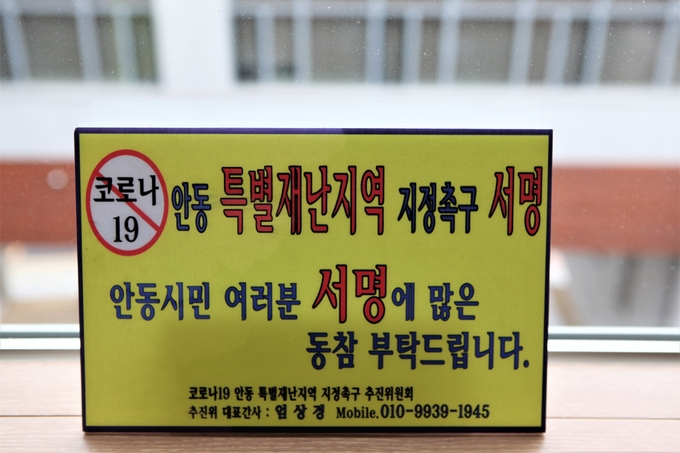 코로나
19
안동 특별재난지역 지정촉구 서명
안동시민 여러분 서명에 많은
동참 부탁드립니다.
코로나19 안동 특별재난지역 지정촉구 추진위원회
추진위 대표간사 : 엄상경 Mobile. 010-9939-1945